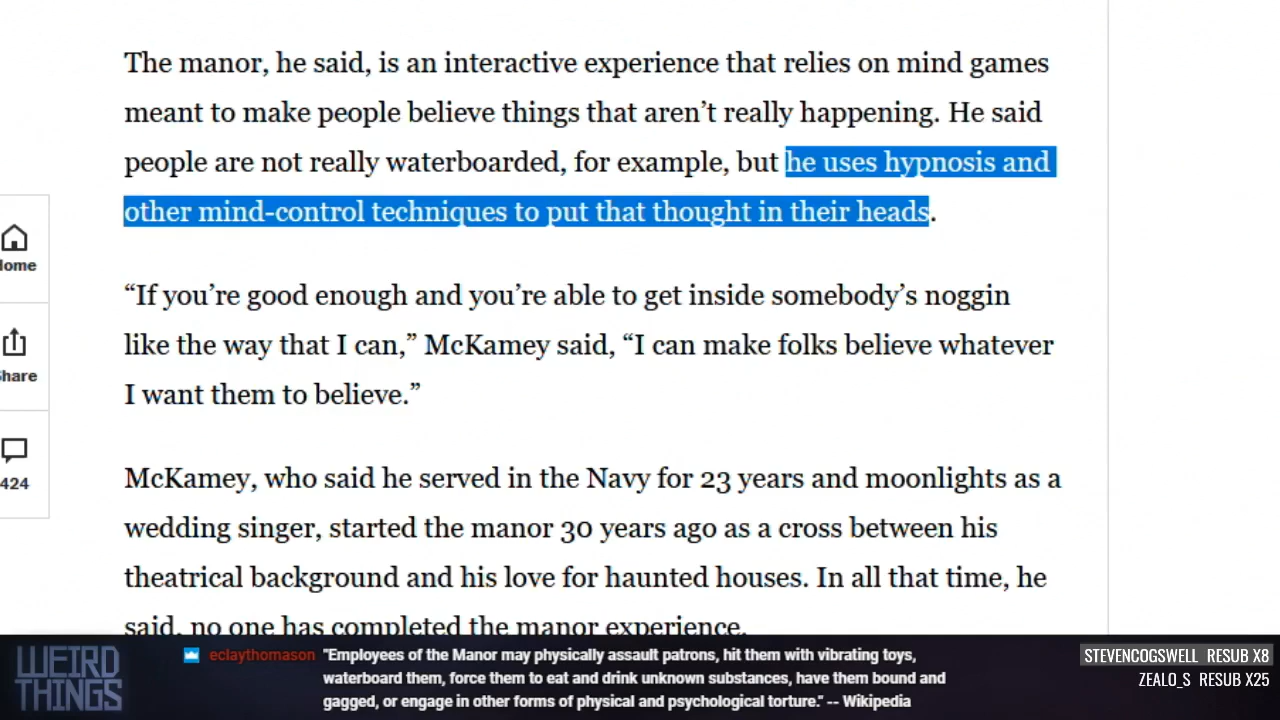 The manor, he said, is an interactive experience that relies on mind games
meant to make people believe things that aren’t really happening. He said
people are not really waterboarded, for example, but he uses hypnosis and
other mind-control techniques to put that thought in their heads.
“If you’re good enough and you’re able to get inside somebody’s noggin
like the way that I can,” McKamey said, “I can make folks believe whatever
I want them to believe.”
McKamey, who said he served in the Navy for 23 years and moonlights as a
wedding singer, started the manor 30 years ago as a cross between his
theatrical background and his love for haunted houses. In all that time, he
said, no one has completed the manor experience.
ome
hare
424
WEIRD
THINGS
eclaythomason "Employees of the Manor may physically assault patrons, hit them with vibrating toys,
waterboard them, force them to eat and drink unknown substances, have them bound and
gagged, or engage in other forms of physical and psychological torture." -- Wikipedia
STEVENCOGSWELL RESUB X8
ZEALO_S RESUB X25